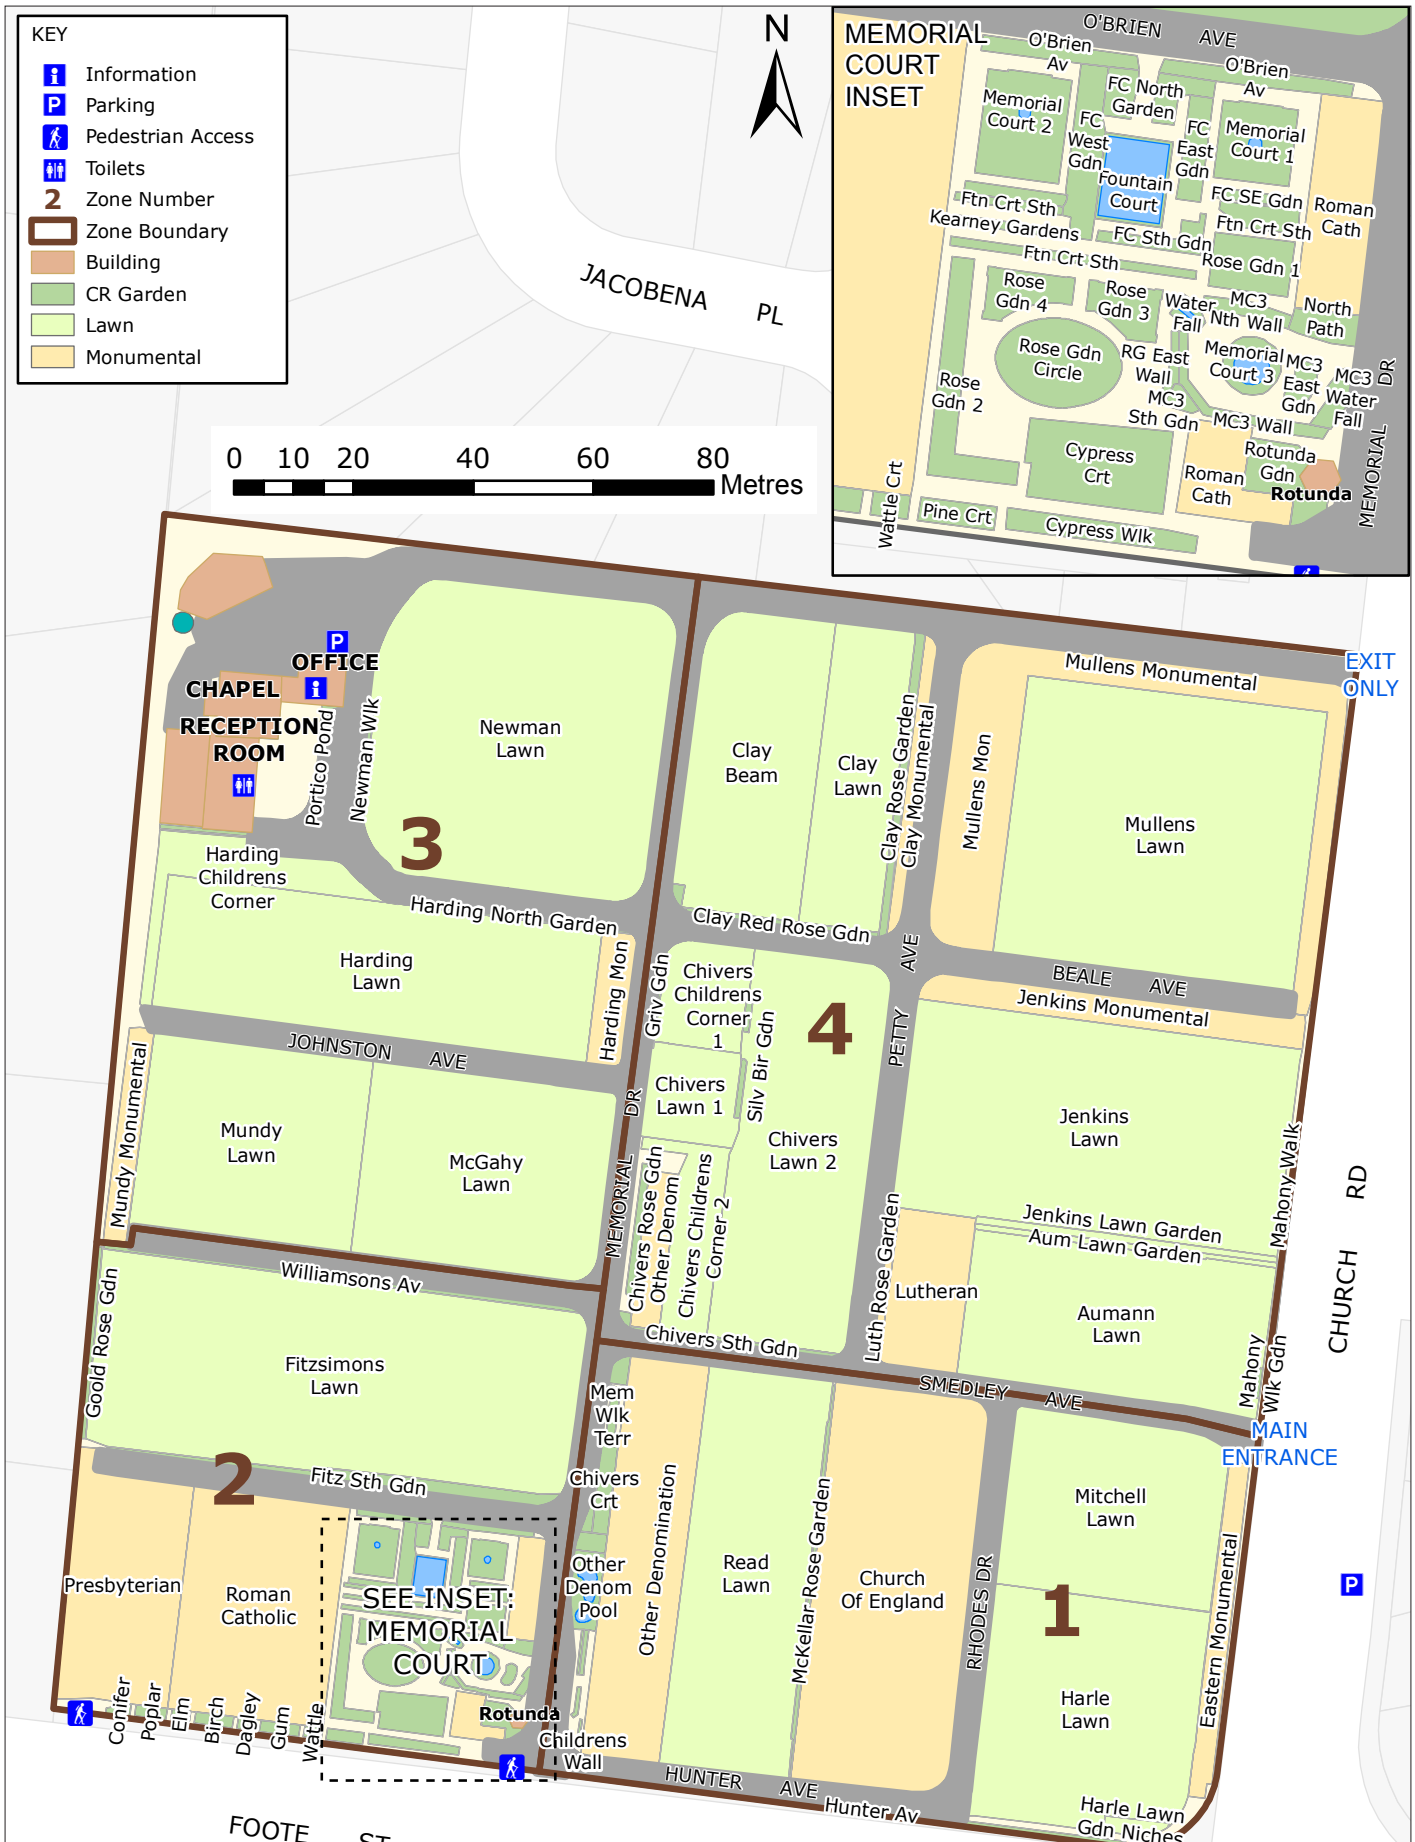 KEY
Information
Parking
Pedestrian Access
Toilets
2 Zone Number
Zone Boundary
Building
CR Garden
Lawn
Monumental
N
JACOBENA PL
0 10 20 40 60 80
Metres
MEMORIAL
COURT
INSET
O'BRIEN AVE
O'Brien
Av
O'Brien
Av
Memorial
Court 2
FC North
Garden
FC
West
Gdn
FC
East
Gdn
Memorial
Court 1
Fountain
Court
FC SE Gdn
Roman
Cath
Ftn Crt Sth
Kearney Gardens
FC Sth Gdn
Ftn Crt Sth
Ftn Crt Sth
Rose Gdn 1
Rose
Gdn 4
Rose
Gdn 3
Water
Fall
MC3
Nth Wall
North
Path
Rose Gdn
Circle
RG East
Wall
Memorial
Court 3
MC3
East
Gdn
MC3
Water
Fall
Rose
Gdn 2
MC3
Sth Gdn
MC3 Wall
Cypress
Crt
Roman
Cath
Rotunda
Gdn
Rotunda
MEMORIAL DR
Wattle Crt
Pine Crt
Cypress Wlk
P
OFFICE
CHAPEL
RECEPTION
ROOM
Portico Pond
Newman Wlk
Newman
Lawn
3
Harding
Childrens
Corner
Harding North Garden
Harding
Lawn
Harding Mon
JOHNSTON AVE
Mundy Monumental
Mundy
Lawn
McGahy
Lawn
MEMORIAL DR
Clay
Beam
Clay
Lawn
Clay Rose Garden
Clay Monumental
Clay Red Rose Gdn
Mullens Monumental
Mullens Mon
Mullens
Lawn
EXIT
ONLY
BEALE AVE
PETTY AVE
Griv Gdn
Chivers
Childrens
Corner
1
Silv Bir Gdn
4
Chivers
Lawn 1
Chivers
Lawn 2
Chivers Rose Gdn
Other Denom
Chivers Childrens
Corner 2
Chivers Sth Gdn
Jenkins Monumental
Jenkins
Lawn
Mahony Walk
Jenkins Lawn Garden
Aum Lawn Garden
Luth Rose Garden
Lutheran
Aumann
Lawn
Mahony
Wlk Gdn
CHURCH RD
Williamsons Av
Goold Rose Gdn
Fitzsimons
Lawn
2
Fitz Sth Gdn
Presbyterian
Roman
Catholic
SEE INSET:
MEMORIAL
COURT
Rotunda
Conifer
Poplar
Elm
Birch
Dagley
Gum
Wattle
SMEDLEY AVE
MAIN
ENTRANCE
Mem
Wlk
Terr
Chivers
Crt
Other
Denom
Pool
Other Denomination
Read
Lawn
McKellar Rose Garden
Church
Of England
RHODES DR
Mitchell
Lawn
1
Harle
Lawn
Eastern Monumental
P
Childrens
Wall
HUNTER AVE
Hunter Av
Harle Lawn
Gdn Niches
FOOTE ST